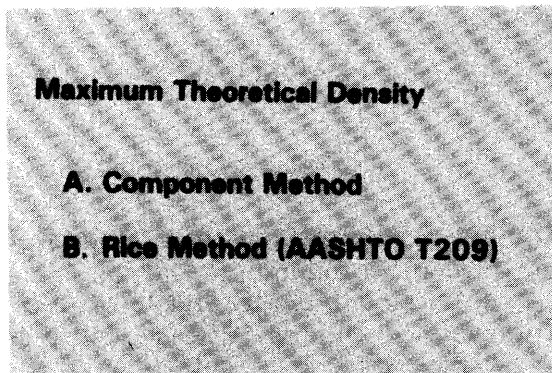 Maximum Theoretical Density
A. Component Method
B. Rice Method (AASHTO T209)